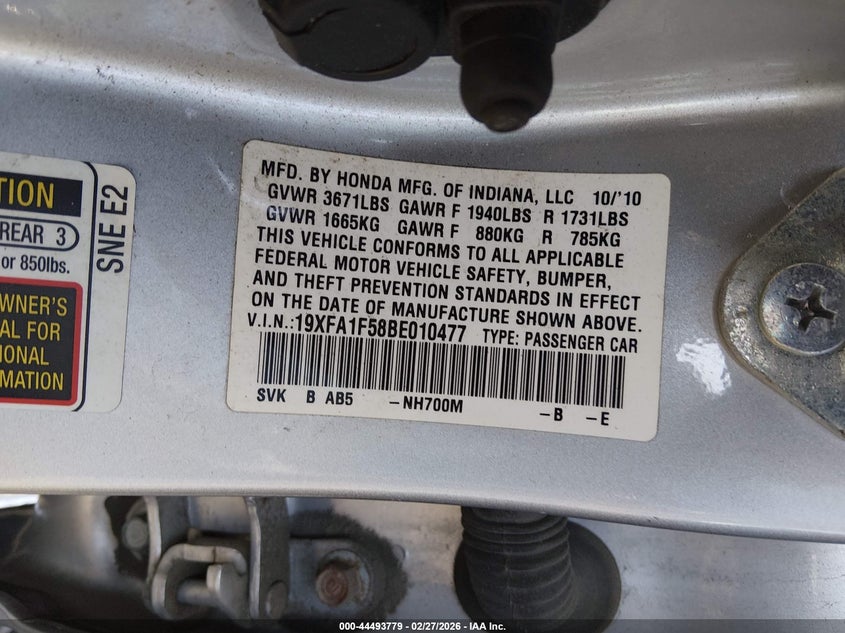 TION
REAR 3
or 850lbs.
WNER'S
AL FOR
IONAL
RMATION
SNE E2
MFD. BY HONDA MFG. OF INDIANA, LLC 10/'10
GVWR 3671LBS GAWR F 1940LBS R 1731LBS
GVWR 1665KG GAWR F 880KG R 785KG
THIS VEHICLE CONFORMS TO ALL APPLICABLE
FEDERAL MOTOR VEHICLE SAFETY, BUMPER,
AND THEFT PREVENTION STANDARDS IN EFFECT
ON THE DATE OF MANUFACTURE SHOWN ABOVE.
V.I.N.:19XFA1F58BE010477 TYPE: PASSENGER CAR
SVK B AB5 -NH700M -B -E
000-44493779 - 02/27/2026 - IAA Inc.